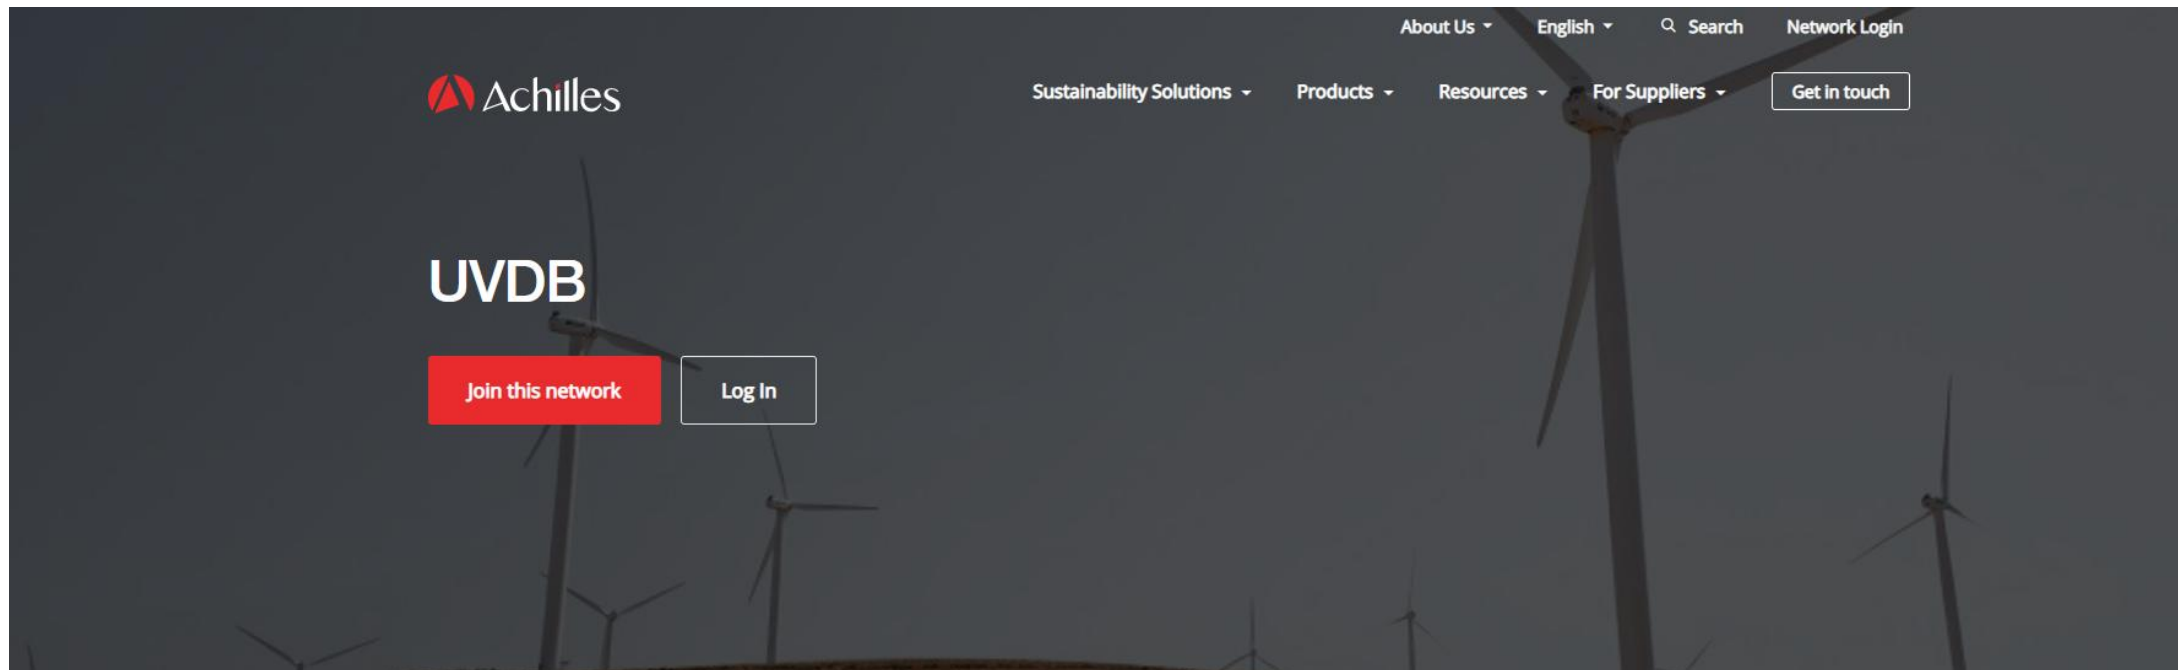 About Us English Search Network Login
Achilles Sustainability Solutions Products Resources For Suppliers Get in touch
UVDB
Join this network Log In